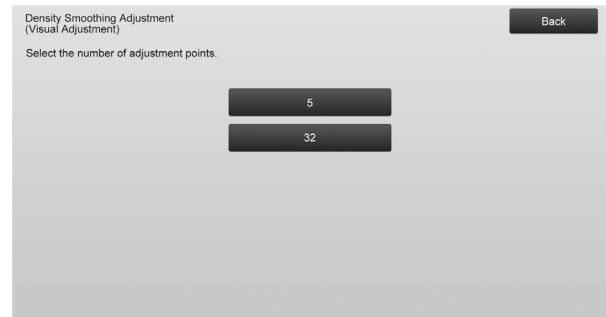 Density Smoothing Adjustment
(Visual Adjustment)
Back
Select the number of adjustment points.
5
32